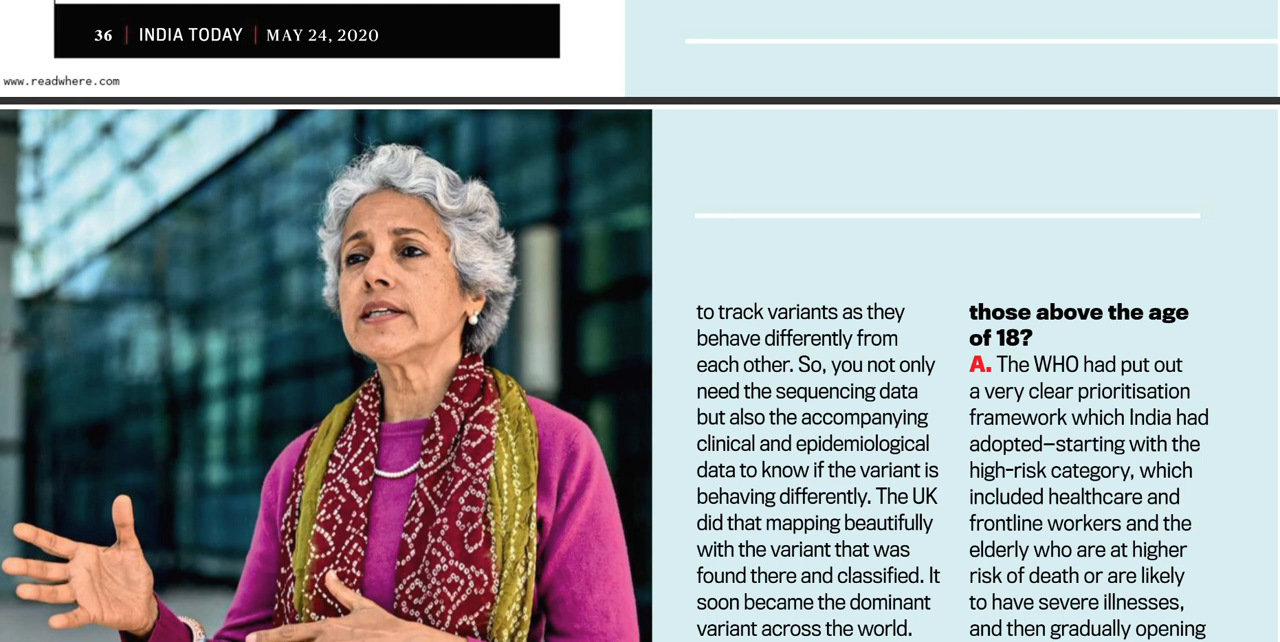 36 | INDIA TODAY | MAY 24, 2020
www.readwhere.com
to track variants as they
behave differently from
each other. So, you not only
need the sequencing data
but also the accompanying
clinical and epidemiological
data to know if the variant is
behaving differently. The UK
did that mapping beautifully
with the variant that was
found there and classified. It
soon became the dominant
variant across the world.
those above the age
of 18?
A. The WHO had put out
a very clear prioritisation
framework which India had
adopted—starting with the
high-risk category, which
included healthcare and
frontline workers and the
elderly who are at higher
risk of death or are likely
to have severe illnesses,
and then gradually opening